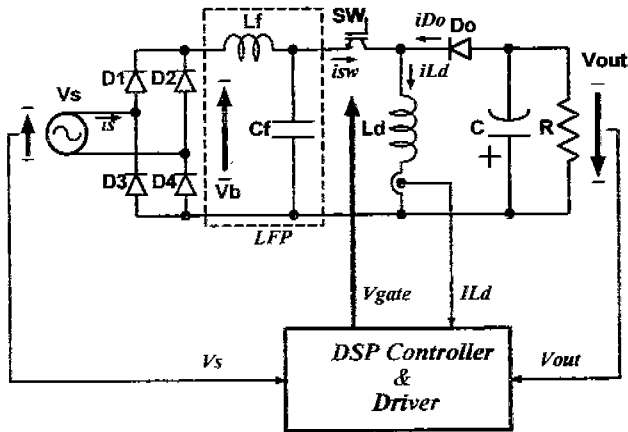 Lf
SW
iDo Do
D1 D2
isw
iLd
Vout
Vs
is
Cf
Ld
C
R
+
D3 D4
Vb
LFP
Vgate
ILd
Vs
DSP Controller
&
Driver
Vout